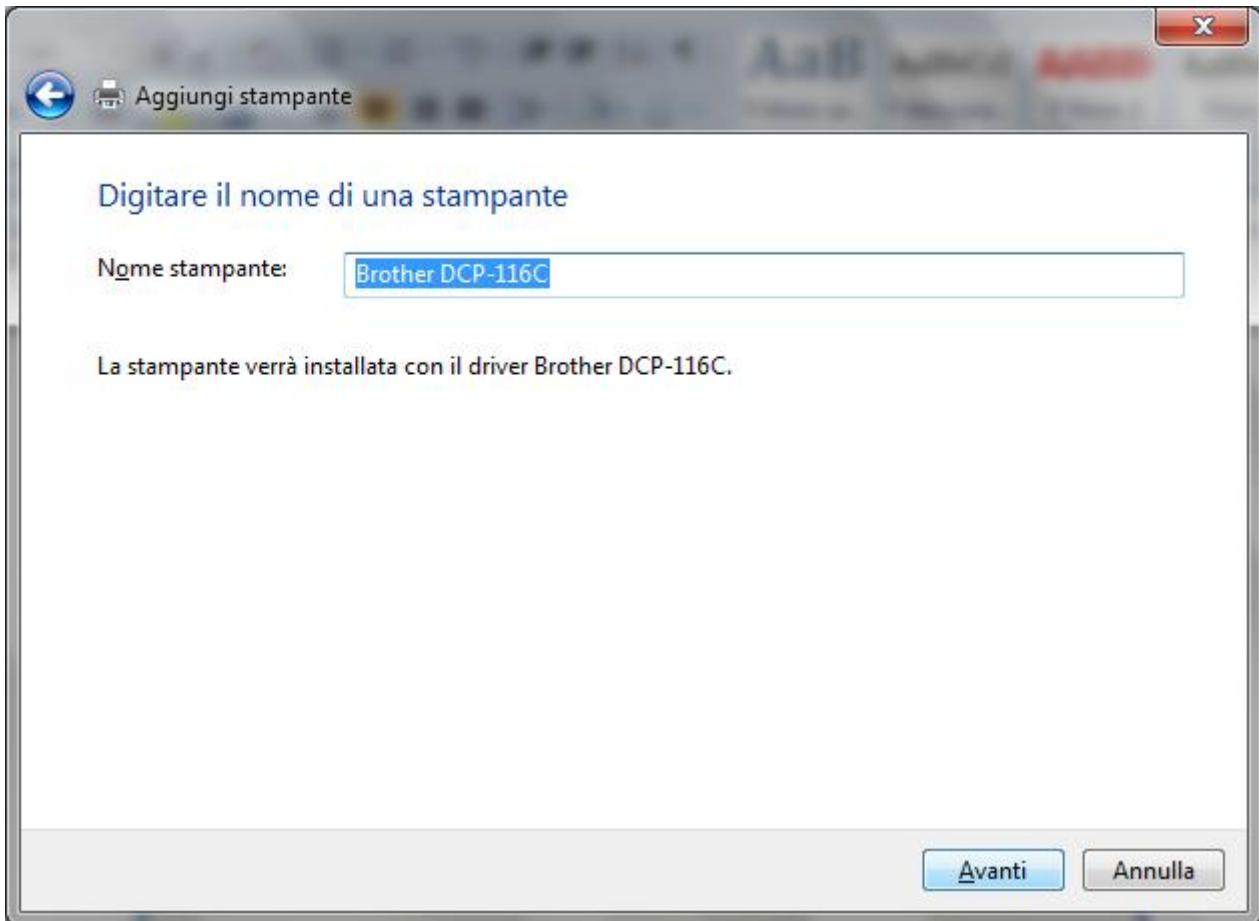 Aggiungi stampante
Digitare il nome di una stampante
Nome stampante: Brother DCP-116C
La stampante verrà installata con il driver Brother DCP-116C.
Avanti Annulla